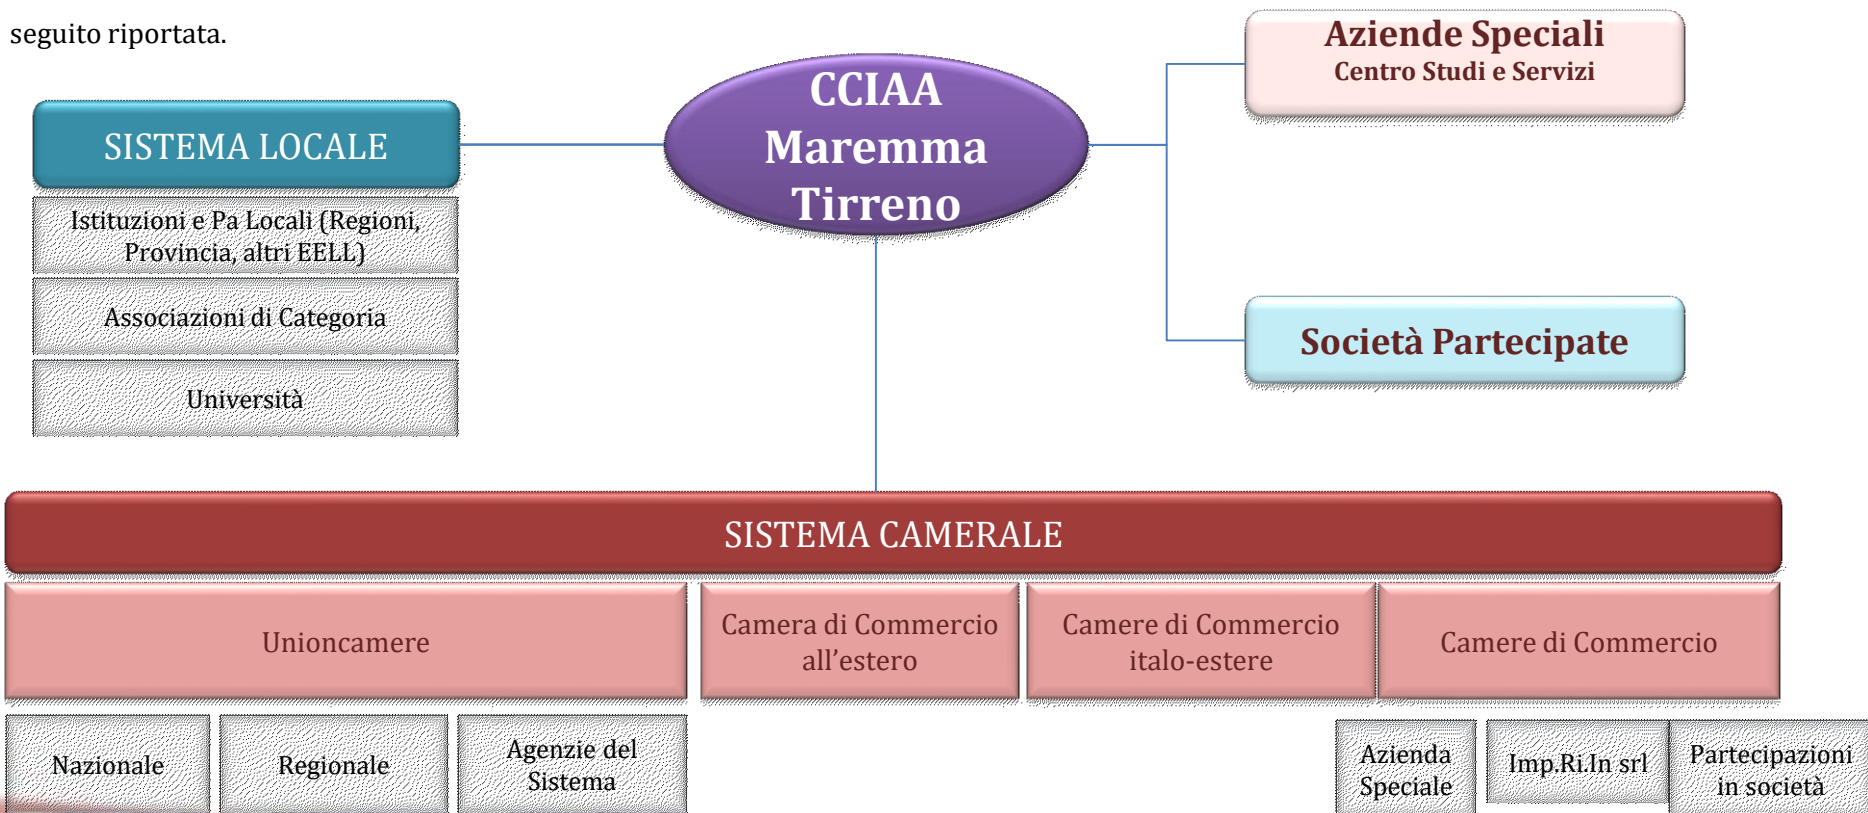 seguito riportata.
CCIAA
Maremma
Tirreno
Aziende Speciali
Centro Studi e Servizi
SISTEMA LOCALE
Istituzioni e Pa Locali (Regioni,
Provincia, altri EELL)
Associazioni di Categoria
Università
Società Partecipate
SISTEMA CAMERALE
Unioncamere
Camera di Commercio
all’estero
Camere di Commercio
italo-estere
Camere di Commercio
Nazionale
Regionale
Agenzie del
Sistema
Azienda
Speciale
Imp.Ri.In srl
Partecipazioni
in società